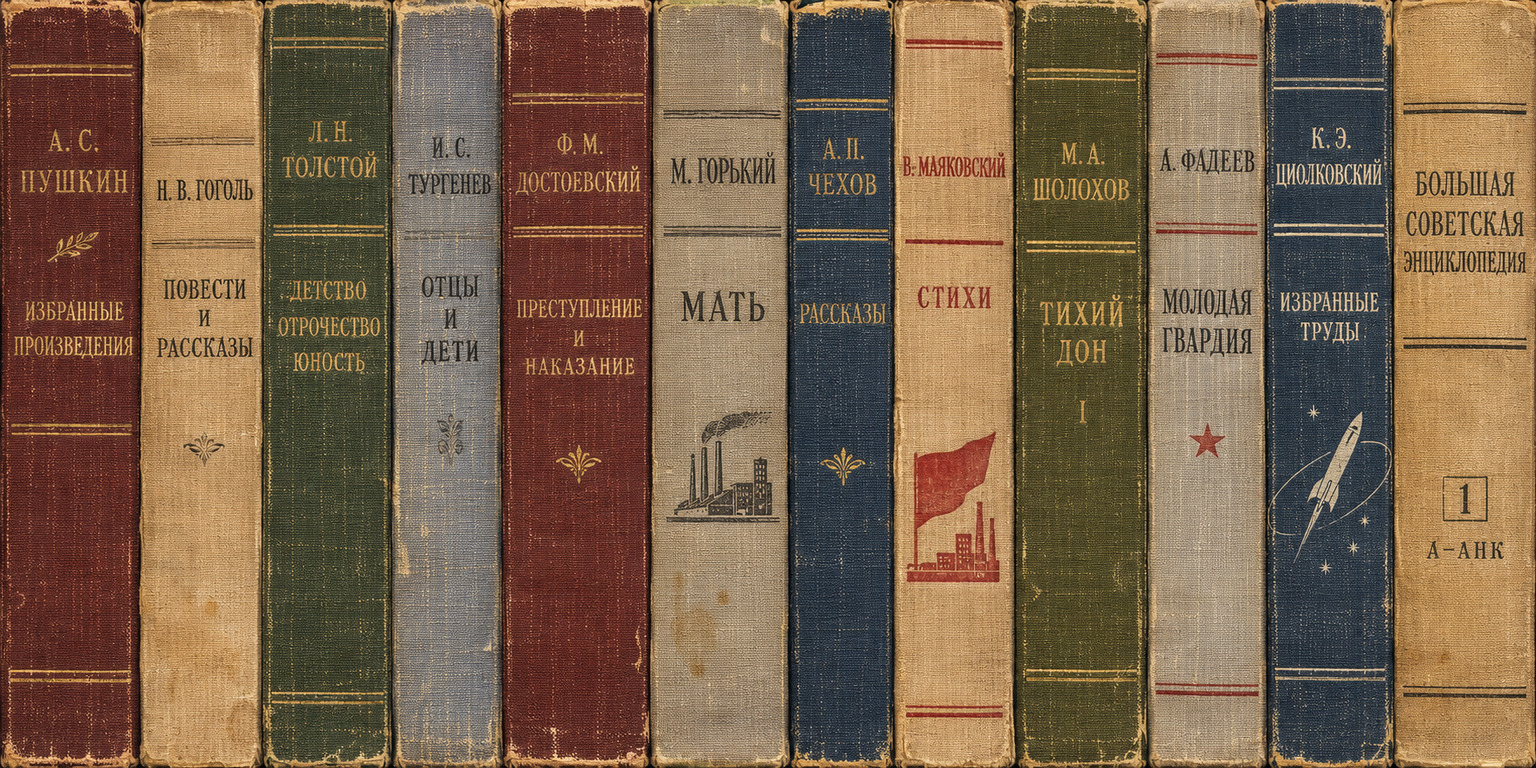 А. С.
ПУШКИН
ИЗБРАННЫЕ
ПРОИЗВЕДЕНИЯ
Н. В. ГОГОЛЬ
ПОВЕСТИ
И
РАССКАЗЫ
Л. Н.
ТОЛСТОЙ
ДЕТСТВО
ОТРОЧЕСТВО
ЮНОСТЬ
И. С.
ТУРГЕНЕВ
ОТЦЫ
И
ДЕТИ
Ф. М.
ДОСТОЕВСКИЙ
ПРЕСТУПЛЕНИЕ
И
НАКАЗАНИЕ
М. ГОРЬКИЙ
МАТЬ
А. П.
ЧЕХОВ
РАССКАЗЫ
В. МАЯКОВСКИЙ
СТИХИ
М. А.
ШОЛОХОВ
ТИХИЙ
ДОН
I
А. ФАДЕЕВ
МОЛОДАЯ
ГВАРДИЯ
К. Э.
ЦИОЛКОВСКИЙ
ИЗБРАННЫЕ
ТРУДЫ
БОЛЬШАЯ
СОВЕТСКАЯ
ЭНЦИКЛОПЕДИЯ
1
А–АНК